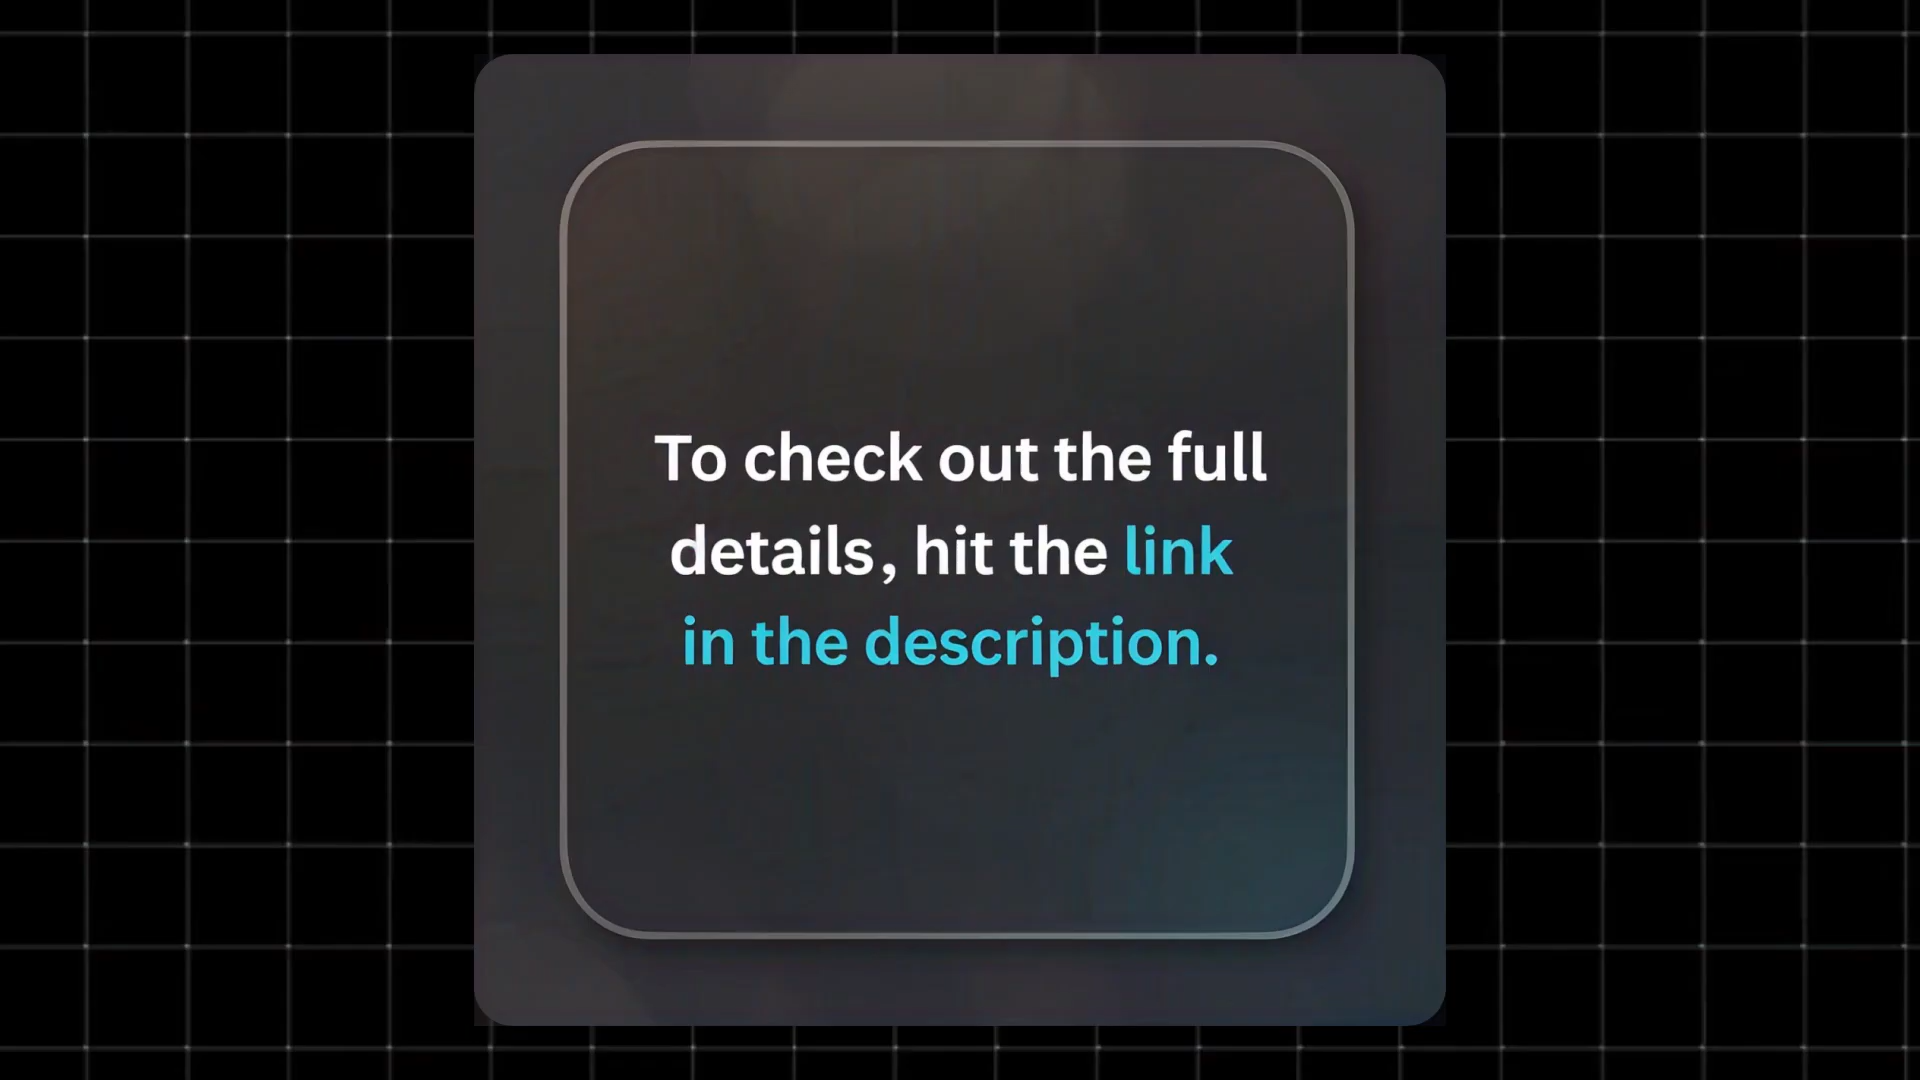 To check out the full
details, hit the link
in the description.